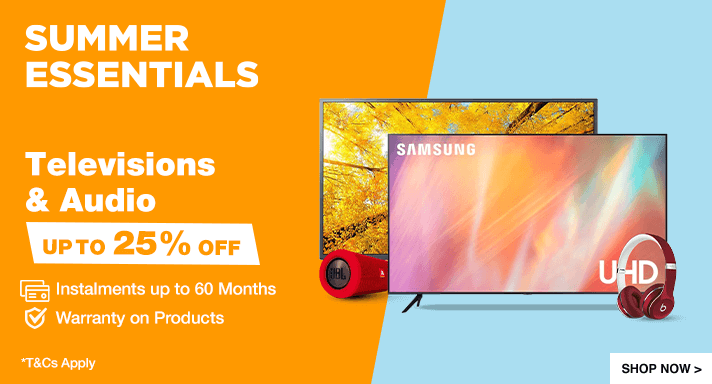 SUMMER
ESSENTIALS
Televisions
& Audio
UP TO 25% OFF
Instalments up to 60 Months
Warranty on Products
*T&Cs Apply
SAMSUNG
JBL
UHD
b
SHOP NOW >